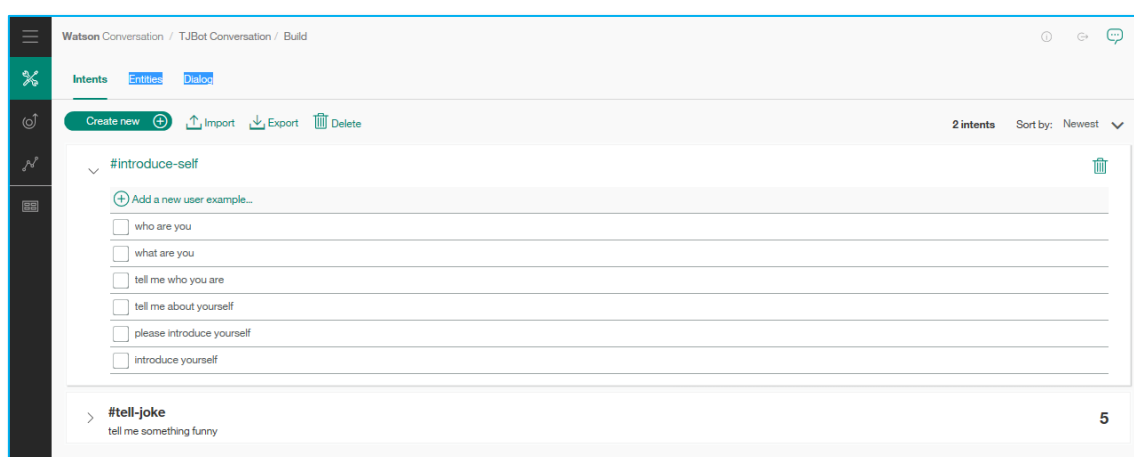 Watson Conversation / TJBot Conversation / Build
Intents Entities Dialog
Create new Import Export Delete 2 intents Sort by: Newest
#introduce-self
Add a new user example...
who are you
what are you
tell me who you are
tell me about yourself
please introduce yourself
introduce yourself
#tell-joke 5
tell me something funny